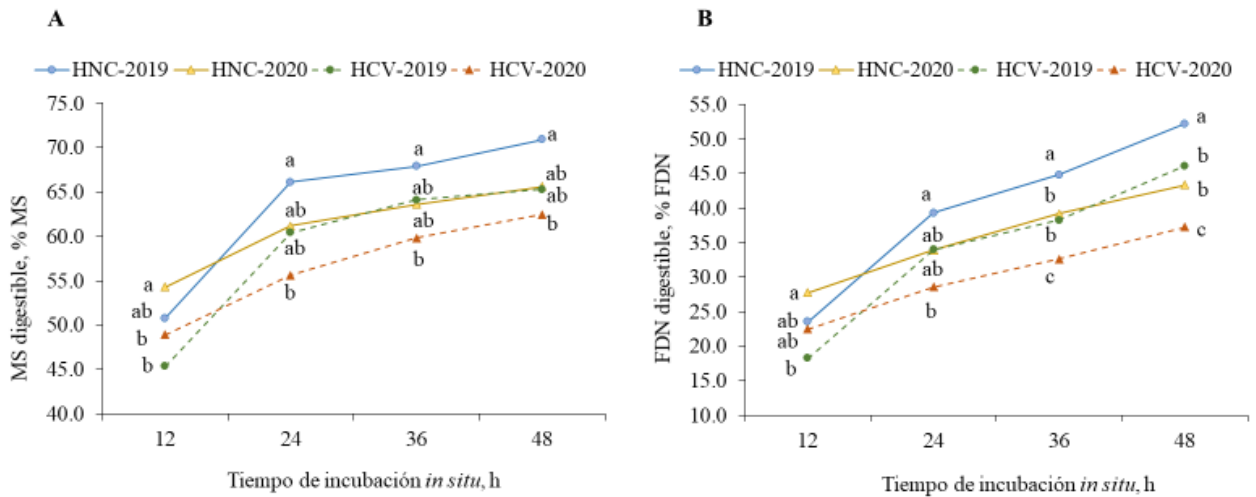 A
HNC-2019 HNC-2020 HCV-2019 HCV-2020
MS digestible, % MS
75.0
70.0
65.0
60.0
55.0
50.0
45.0
40.0
a
ab
b
b
a
ab
ab
b
a
ab
ab
b
a
ab
ab
b
12 24 36 48
Tiempo de incubación in situ, h
B
HNC-2019 HNC-2020 HCV-2019 HCV-2020
FDN digestible, % FDN
55.0
50.0
45.0
40.0
35.0
30.0
25.0
20.0
15.0
10.0
a
ab
ab
b
a
ab
ab
b
a
b
b
c
a
b
b
c
12 24 36 48
Tiempo de incubación in situ, h